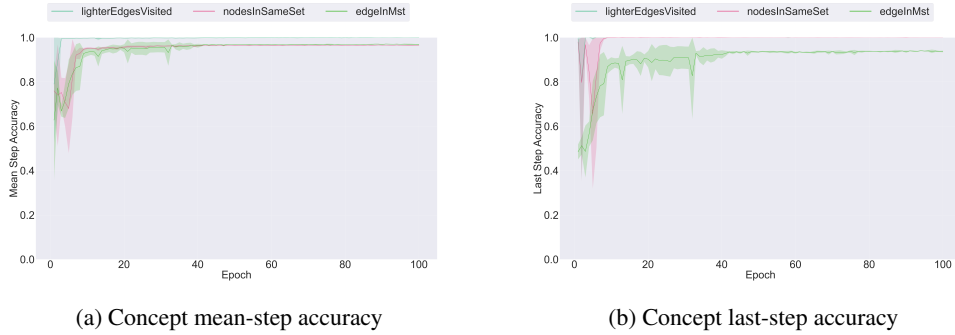 lighterEdgesVisited nodesInSameSet edgeInMst
1.0
0.8
0.6
0.4
0.2
0.0
Mean Step Accuracy
0 20 40 60 80 100
Epoch
(a) Concept mean-step accuracy
lighterEdgesVisited nodesInSameSet edgeInMst
1.0
0.8
0.6
0.4
0.2
0.0
Last Step Accuracy
0 20 40 60 80 100
Epoch
(b) Concept last-step accuracy